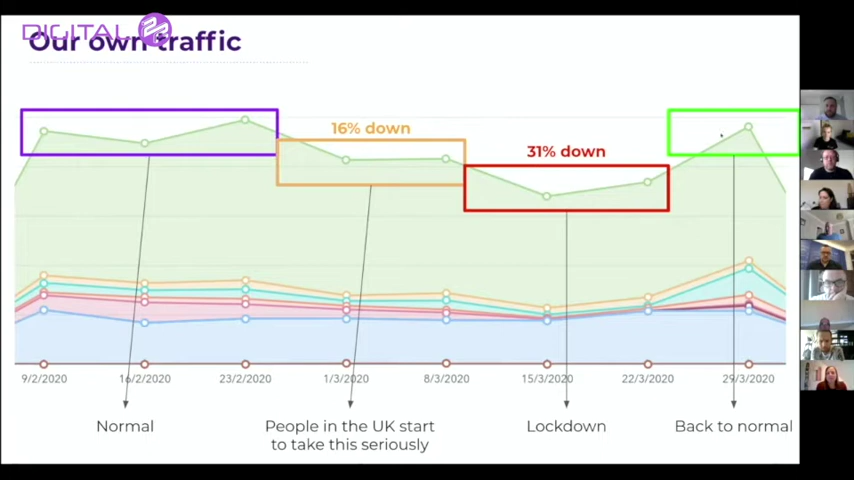 DIGITAL 22
Our own traffic
16% down
31% down
9/2/2020 16/2/2020 23/2/2020 1/3/2020 8/3/2020 15/3/2020 22/3/2020 29/3/2020
Normal
People in the UK start
to take this seriously
Lockdown
Back to normal